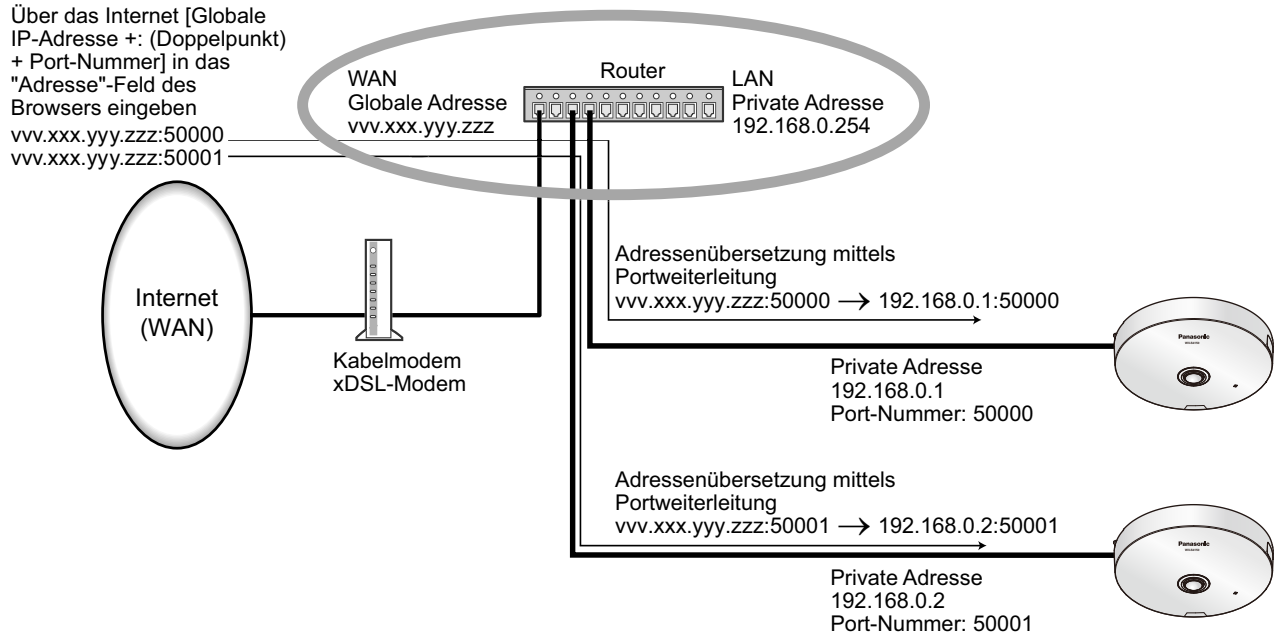 Über das Internet [Globale
IP-Adresse +: (Doppelpunkt)
+ Port-Nummer] in das
"Adresse"-Feld des
Browsers eingeben
vvv.xxx.yyy.zzz:50000
vvv.xxx.yyy.zzz:50001
WAN
Globale Adresse
vvv.xxx.yyy.zzz
Router
LAN
Private Adresse
192.168.0.254
Internet
(WAN)
Kabelmodem
xDSL-Modem
Adressenübersetzung mittels
Portweiterleitung
vvv.xxx.yyy.zzz:50000 → 192.168.0.1:50000
Panasonic
Private Adresse
192.168.0.1
Port-Nummer: 50000
Adressenübersetzung mittels
Portweiterleitung
vvv.xxx.yyy.zzz:50001 → 192.168.0.2:50001
Panasonic
Private Adresse
192.168.0.2
Port-Nummer: 50001